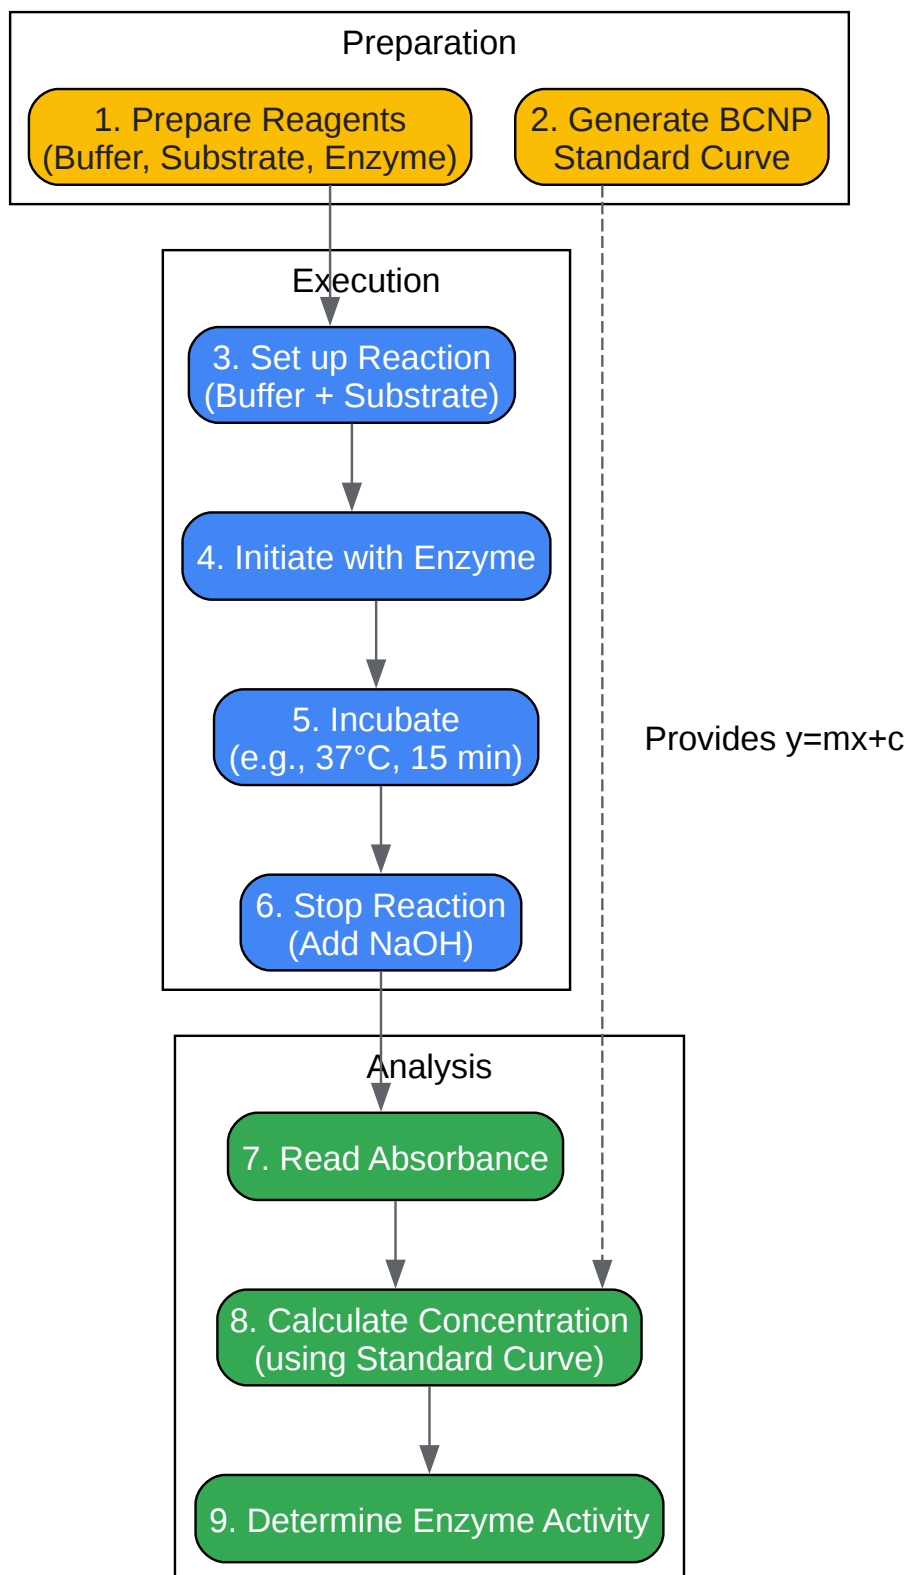 Preparation
1. Prepare Reagents
(Buffer, Substrate, Enzyme)
2. Generate BCNP
Standard Curve
Execution
3. Set up Reaction
(Buffer + Substrate)
4. Initiate with Enzyme
5. Incubate
(e.g., 37°C, 15 min)
Provides y=mx+c
6. Stop Reaction
(Add NaOH)
Analysis
7. Read Absorbance
8. Calculate Concentration
(using Standard Curve)
9. Determine Enzyme Activity